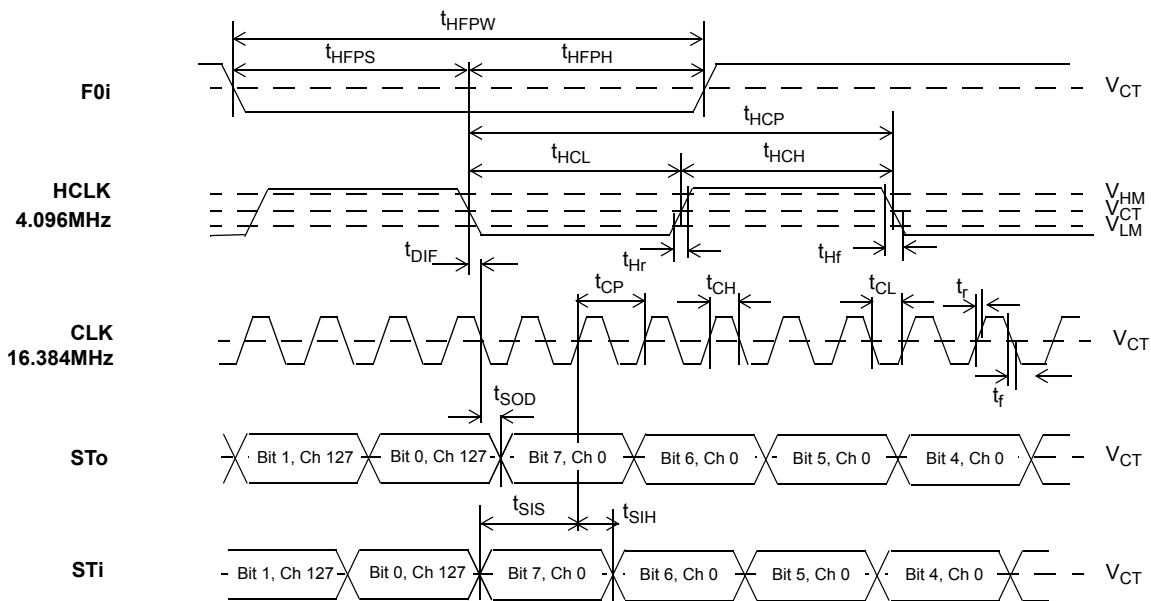 tHFPW
tHFPS tHFPH
F0i VCT
tHCP
tHCL tHCH
HCLK VHM
4.096MHz VCT
VLM
tDIF tHr tHf
tCP tCH tCL tr
CLK VCT
16.384MHz
tSOD tf
STo Bit 1, Ch 127 Bit 0, Ch 127 Bit 7, Ch 0 Bit 6, Ch 0 Bit 5, Ch 0 Bit 4, Ch 0 VCT
tSIS tSIH
STi Bit 1, Ch 127 Bit 0, Ch 127 Bit 7, Ch 0 Bit 6, Ch 0 Bit 5, Ch 0 Bit 4, Ch 0 VCT